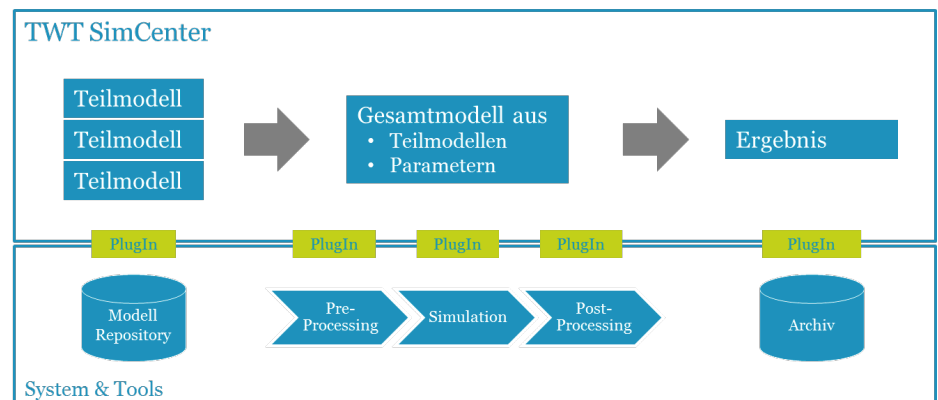 TWT SimCenter
Teilmodell
Teilmodell
Teilmodell
Gesamtmodell aus
• Teilmodellen
• Parametern
Ergebnis
PlugIn
PlugIn
PlugIn
PlugIn
PlugIn
Modell
Repository
Pre-
Processing
Simulation
Post-
Processing
Archiv
System & Tools